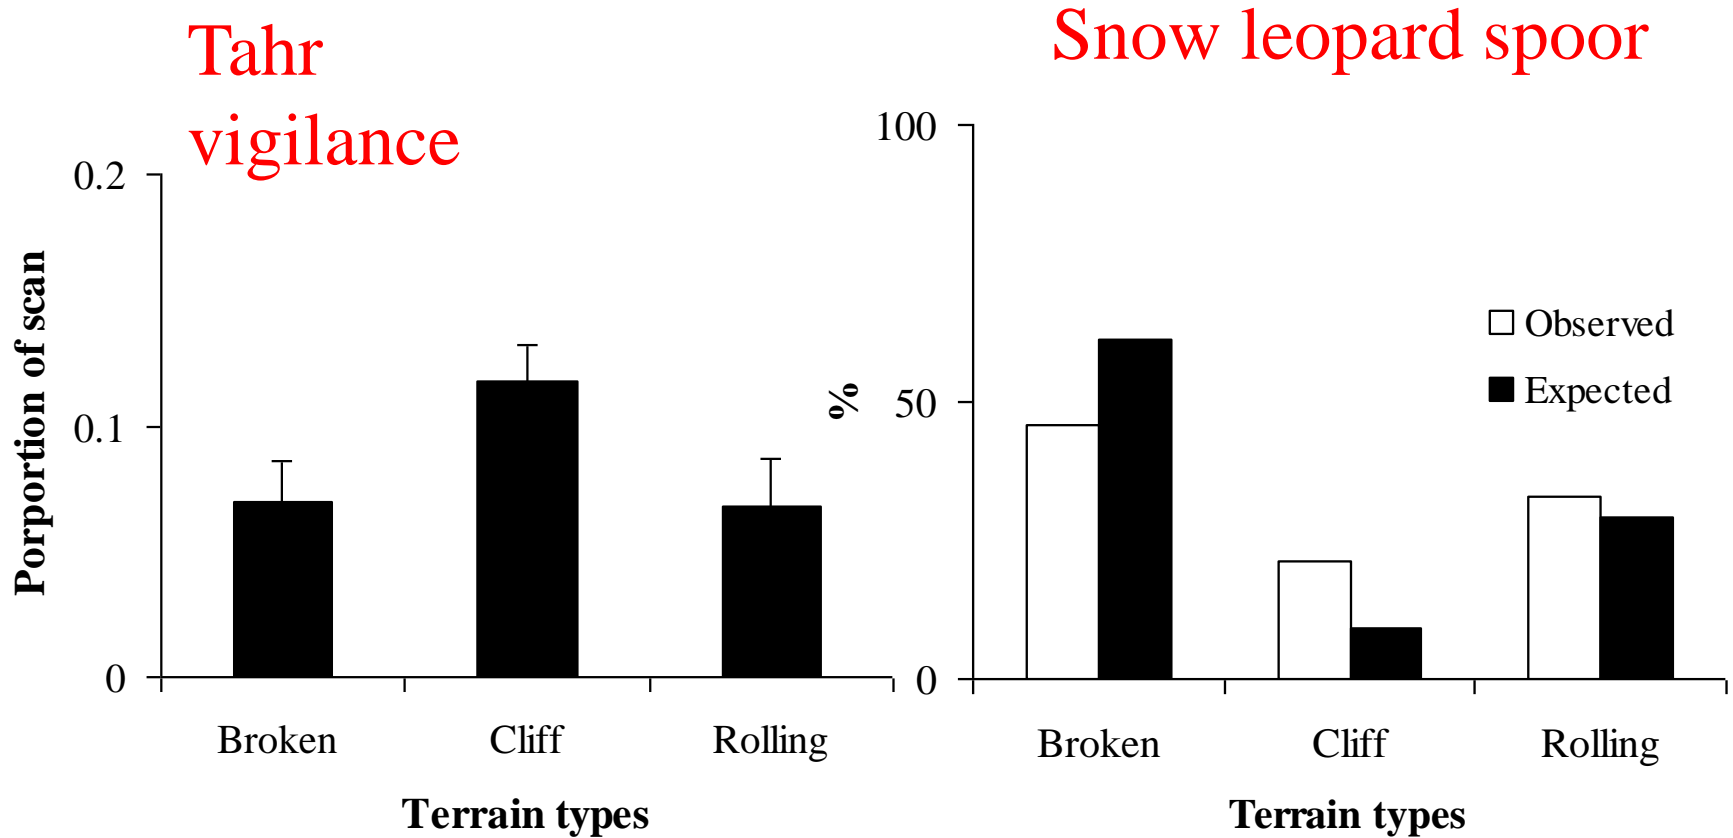 Tahr
vigilance
0.2
0.1
0
Porportion of scan
Broken
Cliff
Rolling
Terrain types
Snow leopard spoor
100
50
0
%
Observed
Expected
Broken
Cliff
Rolling
Terrain types